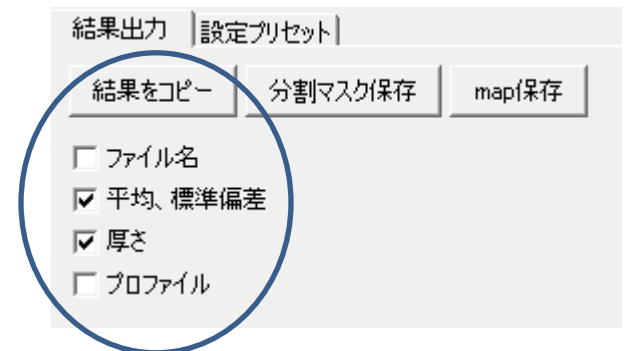 結果出力 設定プリセット
結果をコピー 分割マスク保存 map保存
ファイル名
平均、標準偏差
厚さ
プロファイル